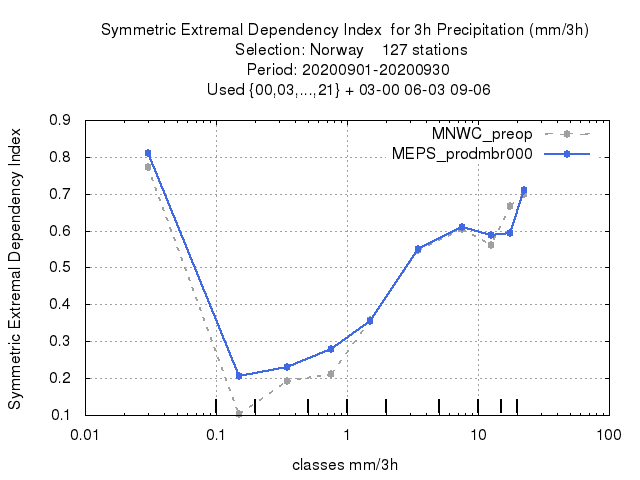 Symmetric Extremal Dependency Index for 3h Precipitation (mm/3h)
Selection: Norway 127 stations
Period: 20200901-20200930
Used {00,03,...,21} + 03-00 06-03 09-06
MNWC_preop
MEPS_prodmbr000
Symmetric Extremal Dependency Index
0.9
0.8
0.7
0.6
0.5
0.4
0.3
0.2
0.1
0.01 0.1 1 10 100
classes mm/3h